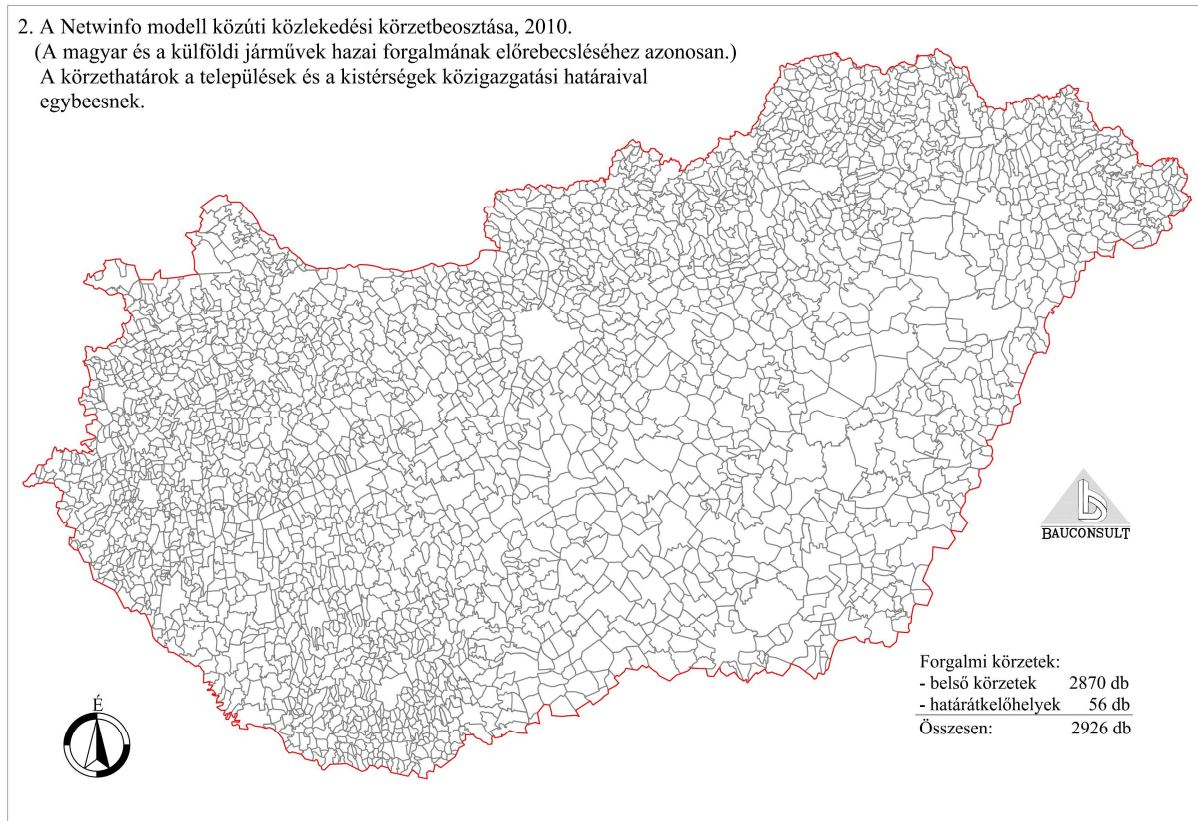 2. A Netwinfo modell közúti közlekedési körzetbeosztása, 2010.
(A magyar és a külföldi járművek hazai forgalmának előrebecsléséhez azonosan.)
A körzethatárok a települések és a kistérségek közigazgatási határaival
egybeesnek.
BAUCONSULT
Forgalmi körzetek:
- belső körzetek 2870 db
- határátkelőhelyek 56 db
Összesen: 2926 db
É